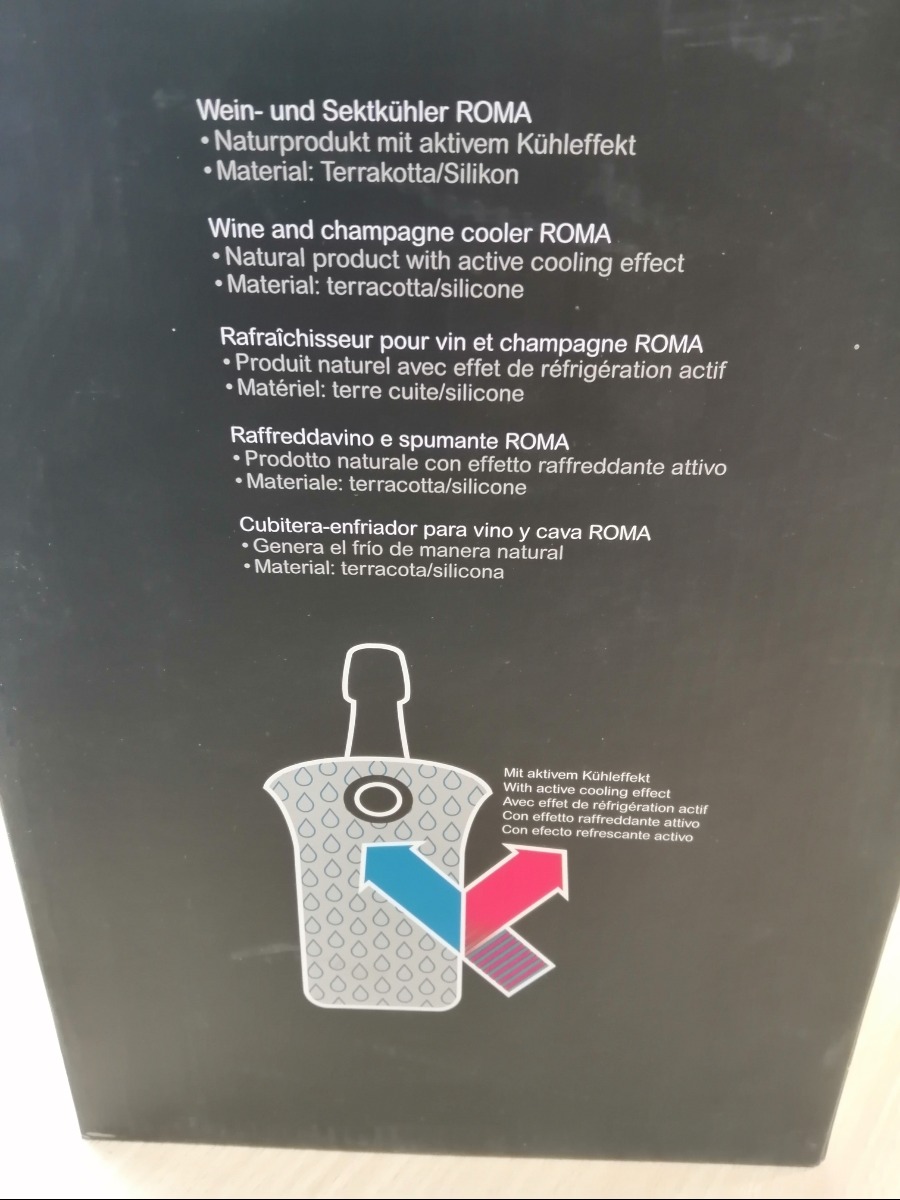 Wein- und Sektkühler ROMA
• Naturprodukt mit aktivem Kühleffekt
• Material: Terrakotta/Silikon
Wine and champagne cooler ROMA
• Natural product with active cooling effect
• Material: terracotta/silicone
Rafraîchisseur pour vin et champagne ROMA
• Produit naturel avec effet de réfrigération actif
• Matériel: terre cuite/silicone
Raffreddavino e spumante ROMA
• Prodotto naturale con effetto raffreddante attivo
• Materiale: terracotta/silicone
Cubitera-enfriador para vino y cava ROMA
• Genera el frío de manera natural
• Material: terracota/silicona
Mit aktivem Kühleffekt
With active cooling effect
Avec effet de réfrigération actif
Con effetto raffreddante attivo
Con efecto refrescante activo